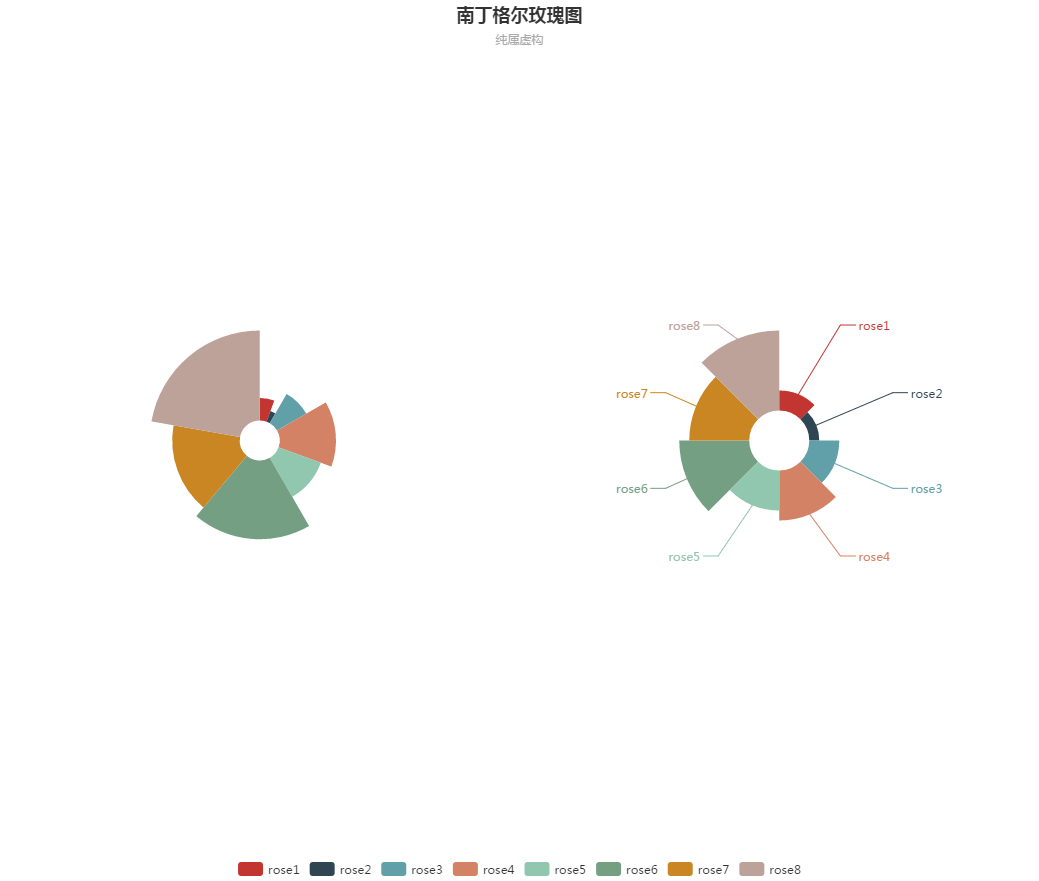 南丁格尔玫瑰图
纯属虚构
rose8
rose1
rose7
rose2
rose6
rose3
rose5
rose4
rose1 rose2 rose3 rose4 rose5 rose6 rose7 rose8